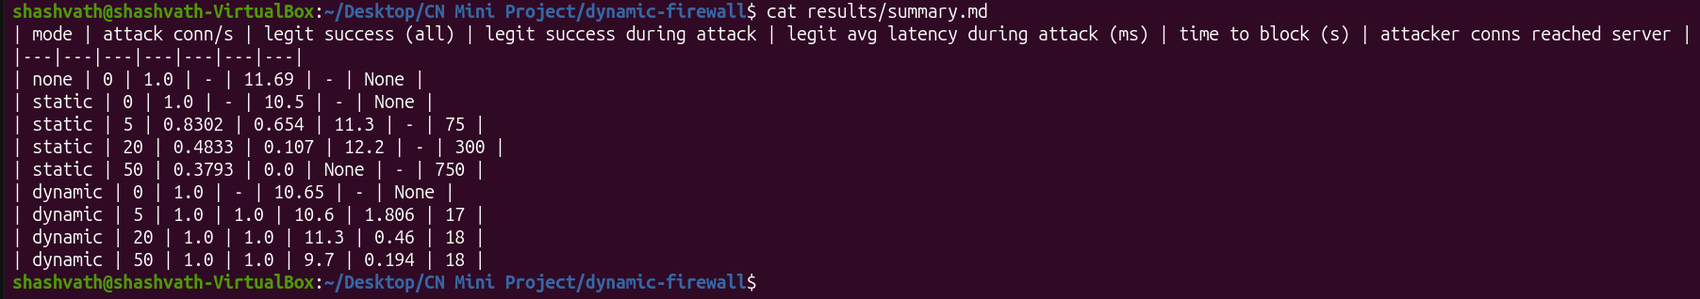 shashvath@shashvath-VirtualBox:~/Desktop/CN Mini Project/dynamic-firewall$ cat results/summary.md
| mode | attack conn/s | legit success (all) | legit success during attack | legit avg latency during attack (ms) | time to block (s) | attacker conns reached server |
|---|---|---|---|---|---|---|
| none | 0 | 1.0 | - | 11.69 | - | None |
| static | 0 | 1.0 | - | 10.5 | - | None |
| static | 5 | 0.8302 | 0.654 | 11.3 | - | 75 |
| static | 20 | 0.4833 | 0.107 | 12.2 | - | 300 |
| static | 50 | 0.3793 | 0.0 | None | - | 750 |
| dynamic | 0 | 1.0 | - | 10.65 | - | None |
| dynamic | 5 | 1.0 | 1.0 | 10.6 | 1.806 | 17 |
| dynamic | 20 | 1.0 | 1.0 | 11.3 | 0.46 | 18 |
| dynamic | 50 | 1.0 | 1.0 | 9.7 | 0.194 | 18 |
shashvath@shashvath-VirtualBox:~/Desktop/CN Mini Project/dynamic-firewall$